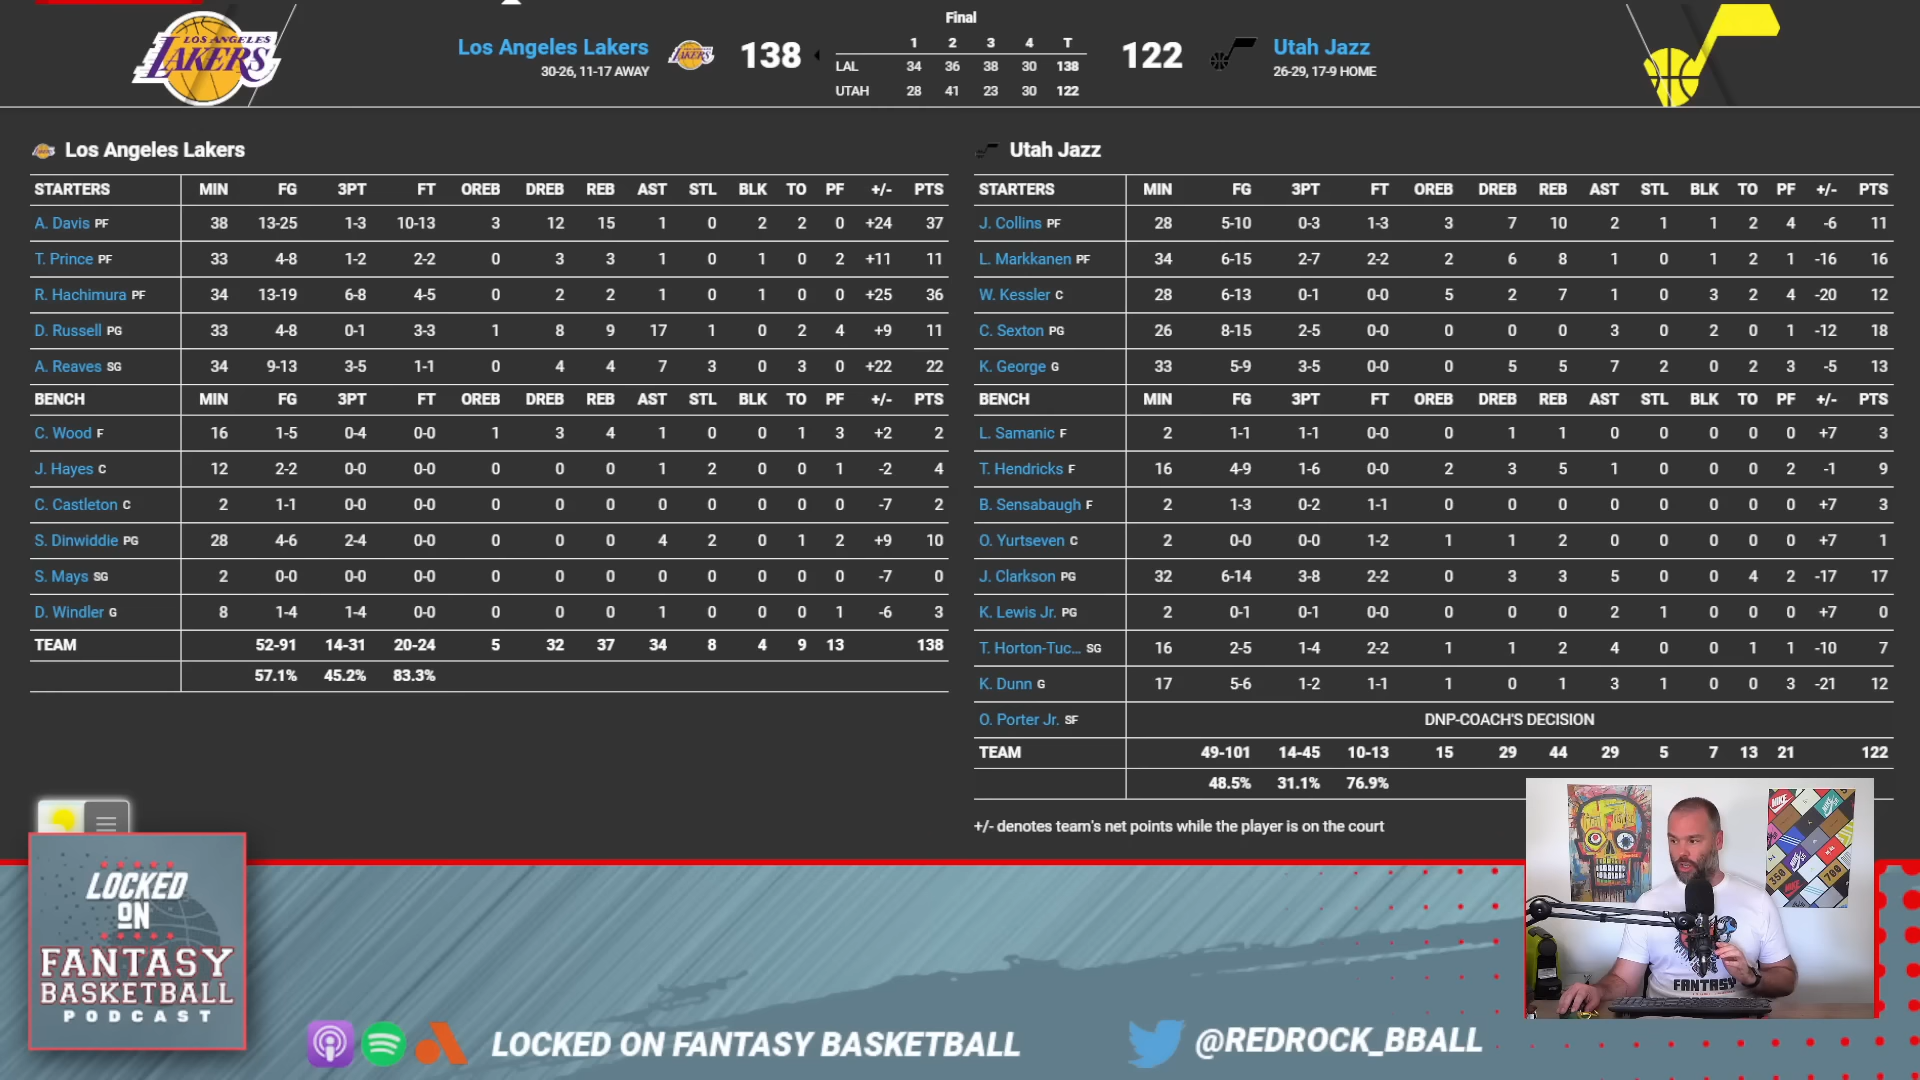 LOS ANGELES LAKERS
Los Angeles Lakers
30-26, 11-17 AWAY
LAKERS
138
Final
1 2 3 4 T
LAL 34 36 38 30 138
UTAH 28 41 23 30 122
122
Utah Jazz
26-29, 17-9 HOME
Los Angeles Lakers
STARTERS MIN FG 3PT FT OREB DREB REB AST STL BLK TO PF +/- PTS
A. Davis PF 38 13-25 1-3 10-13 3 12 15 1 0 2 2 0 +24 37
T. Prince PF 33 4-8 1-2 2-2 0 3 3 1 0 1 0 2 +11 11
R. Hachimura PF 34 13-19 6-8 4-5 0 2 2 1 0 1 0 0 +25 36
D. Russell PG 33 4-8 0-1 3-3 1 8 9 17 1 0 2 4 +9 11
A. Reaves SG 34 9-13 3-5 1-1 0 4 4 7 3 0 3 0 +22 22
BENCH MIN FG 3PT FT OREB DREB REB AST STL BLK TO PF +/- PTS
C. Wood F 16 1-5 0-4 0-0 1 3 4 1 0 0 1 3 +2 2
J. Hayes C 12 2-2 0-0 0-0 0 0 0 1 2 0 0 1 -2 4
C. Castleton C 2 1-1 0-0 0-0 0 0 0 0 0 0 0 0 -7 2
S. Dinwiddie PG 28 4-6 2-4 0-0 0 0 0 4 2 0 1 2 +9 10
S. Mays SG 2 0-0 0-0 0-0 0 0 0 0 0 0 0 0 -7 0
D. Windler G 8 1-4 1-4 0-0 0 0 0 1 0 0 0 1 -6 3
TEAM 52-91 14-31 20-24 5 32 37 34 8 4 9 13 138
57.1% 45.2% 83.3%
Utah Jazz
STARTERS MIN FG 3PT FT OREB DREB REB AST STL BLK TO PF +/- PTS
J. Collins PF 28 5-10 0-3 1-3 3 7 10 2 1 1 2 4 -6 11
L. Markkanen PF 34 6-15 2-7 2-2 2 6 8 1 0 1 2 1 -16 16
W. Kessler C 28 6-13 0-1 0-0 5 2 7 1 0 3 2 4 -20 12
C. Sexton PG 26 8-15 2-5 0-0 0 0 0 3 0 2 0 1 -12 18
K. George G 33 5-9 3-5 0-0 0 5 5 7 2 0 2 3 -5 13
BENCH MIN FG 3PT FT OREB DREB REB AST STL BLK TO PF +/- PTS
L. Samanic F 2 1-1 1-1 0-0 0 1 1 0 0 0 0 0 +7 3
T. Hendricks F 16 4-9 1-6 0-0 2 3 5 1 0 0 0 2 -1 9
B. Sensabaugh F 2 1-3 0-2 1-1 0 0 0 0 0 0 0 0 +7 3
O. Yurtseven C 2 0-0 0-0 1-2 1 1 2 0 0 0 0 0 +7 1
J. Clarkson PG 32 6-14 3-8 2-2 0 3 3 5 0 0 4 2 -17 17
K. Lewis Jr. PG 2 0-1 0-1 0-0 0 0 0 2 1 0 0 0 +7 0
T. Horton-Tuc... SG 16 2-5 1-4 2-2 1 1 2 4 0 0 1 1 -10 7
K. Dunn G 17 5-6 1-2 1-1 1 0 1 3 1 0 0 3 -21 12
O. Porter Jr. SF DNP-COACH'S DECISION
TEAM 49-101 14-45 10-13 15 29 44 29 5 7 13 21 122
48.5% 31.1% 76.9%
+/- denotes team's net points while the player is on the court
LOCKED
ON
FANTASY
BASKETBALL
PODCAST
LOCKED ON FANTASY BASKETBALL
@REDROCK_BBALL
NIKE
350
700
FANTASY